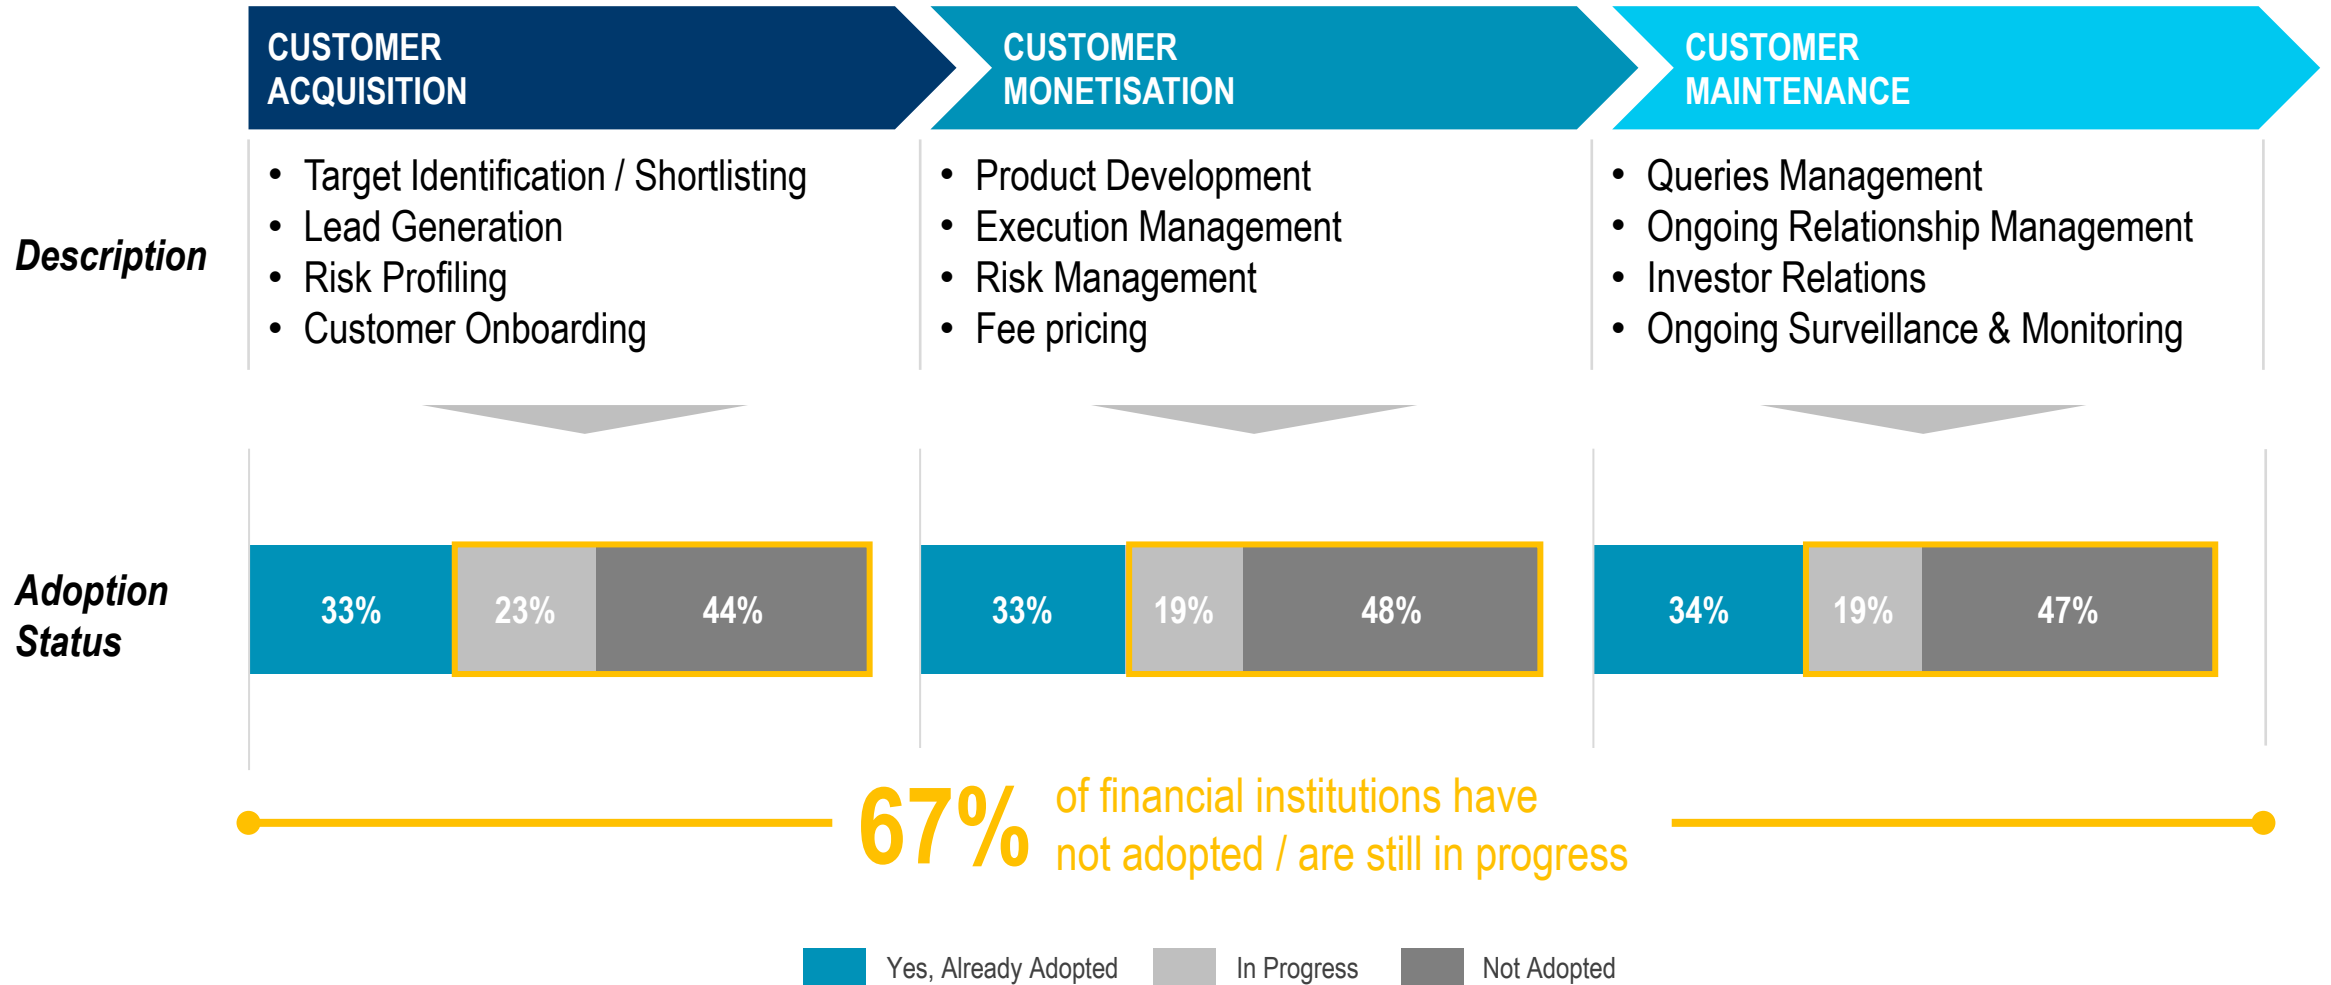 CUSTOMER
ACQUISITION
CUSTOMER
MONETISATION
CUSTOMER
MAINTENANCE
Description
• Target Identification / Shortlisting
• Lead Generation
• Risk Profiling
• Customer Onboarding
• Product Development
• Execution Management
• Risk Management
• Fee pricing
• Queries Management
• Ongoing Relationship Management
• Investor Relations
• Ongoing Surveillance & Monitoring
Adoption
Status
33% 23% 44%
33% 19% 48%
34% 19% 47%
67% of financial institutions have
not adopted / are still in progress
Yes, Already Adopted In Progress Not Adopted